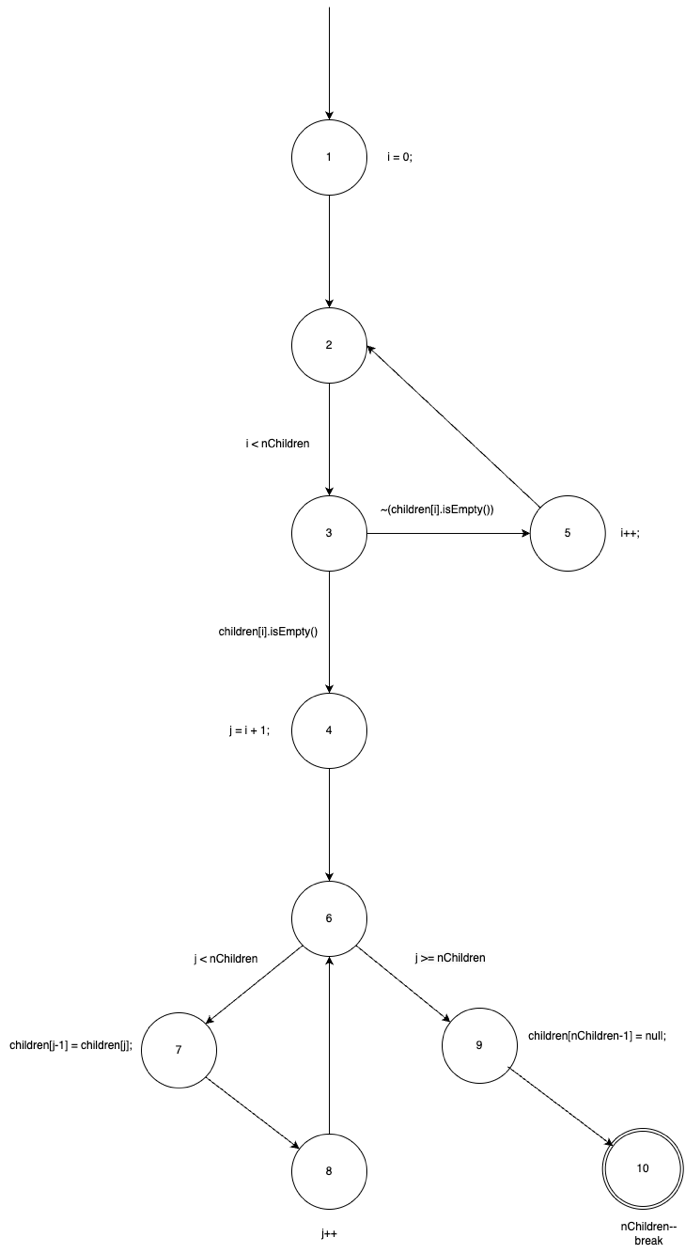 1
i = 0;
2
i < nChildren
~(children[i].isEmpty())
3
5
i++;
children[i].isEmpty()
j = i + 1;
4
6
j < nChildren
j >= nChildren
children[j-1] = children[j];
7
9
children[nChildren-1] = null;
8
10
j++
nChildren--
break